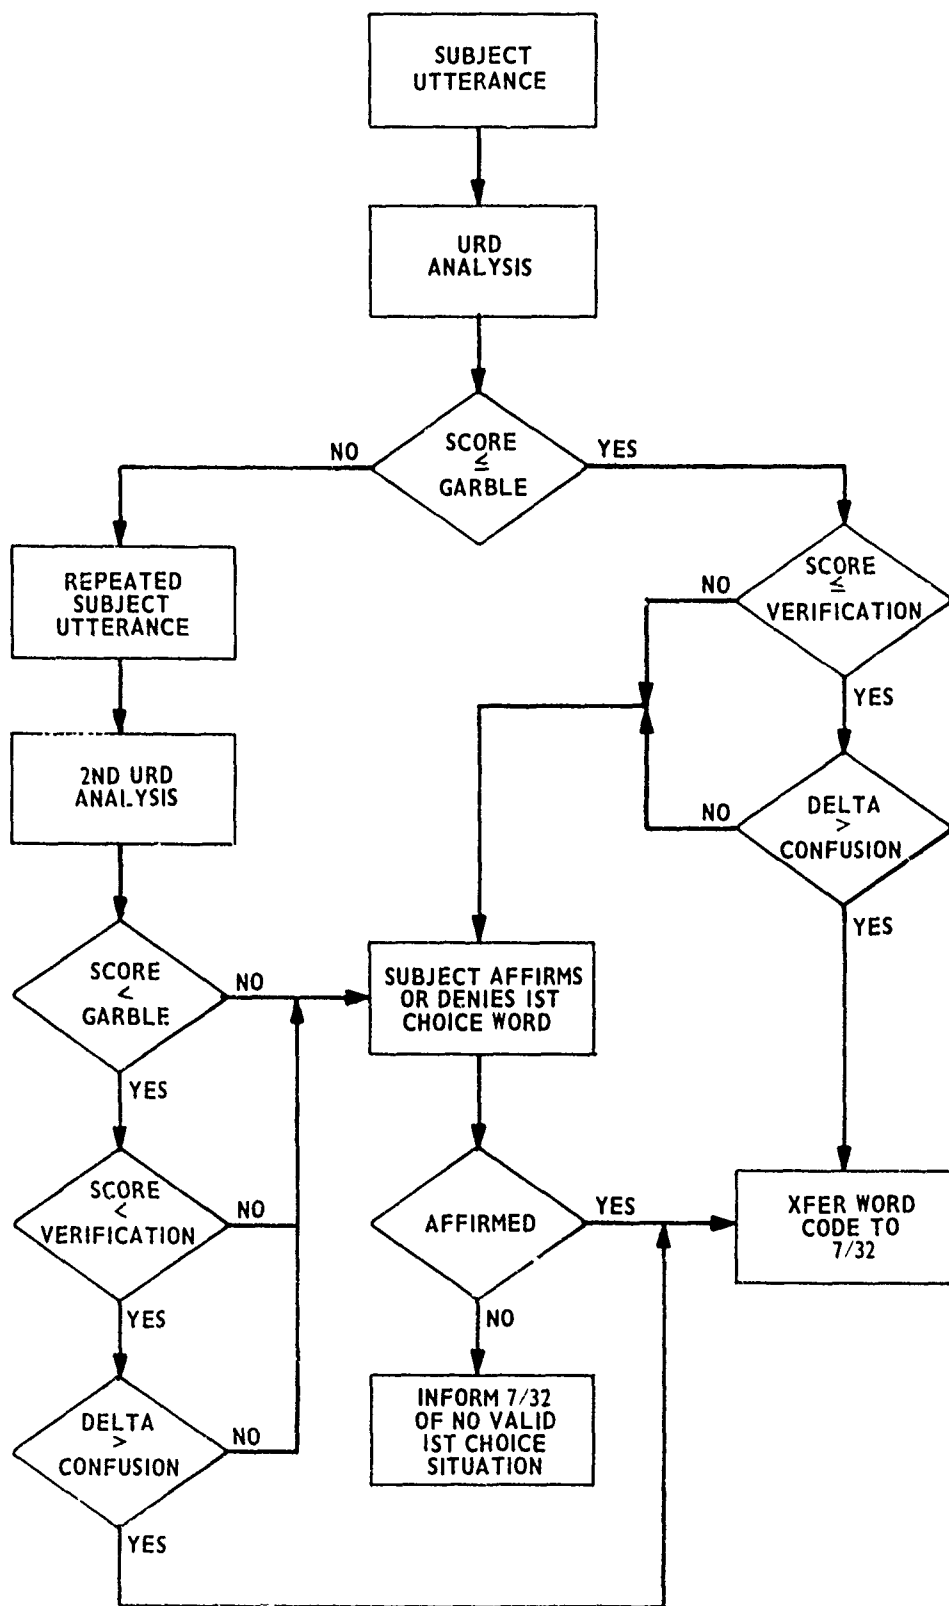 SUBJECT
UTTERANCE
URD
ANALYSIS
SCORE
≤
GARBLE
NO
YES
REPEATED
SUBJECT
UTTERANCE
SCORE
≤
VERIFICATION
NO
YES
2ND URD
ANALYSIS
DELTA
>
CONFUSION
NO
YES
SCORE
<
GARBLE
NO
YES
SUBJECT AFFIRMS
OR DENIES IST
CHOICE WORD
SCORE
<
VERIFICATION
NO
YES
AFFIRMED
YES
NO
XFER WORD
CODE TO
7/32
DELTA
>
CONFUSION
NO
YES
INFORM 7/32
OF NO VALID
IST CHOICE
SITUATION